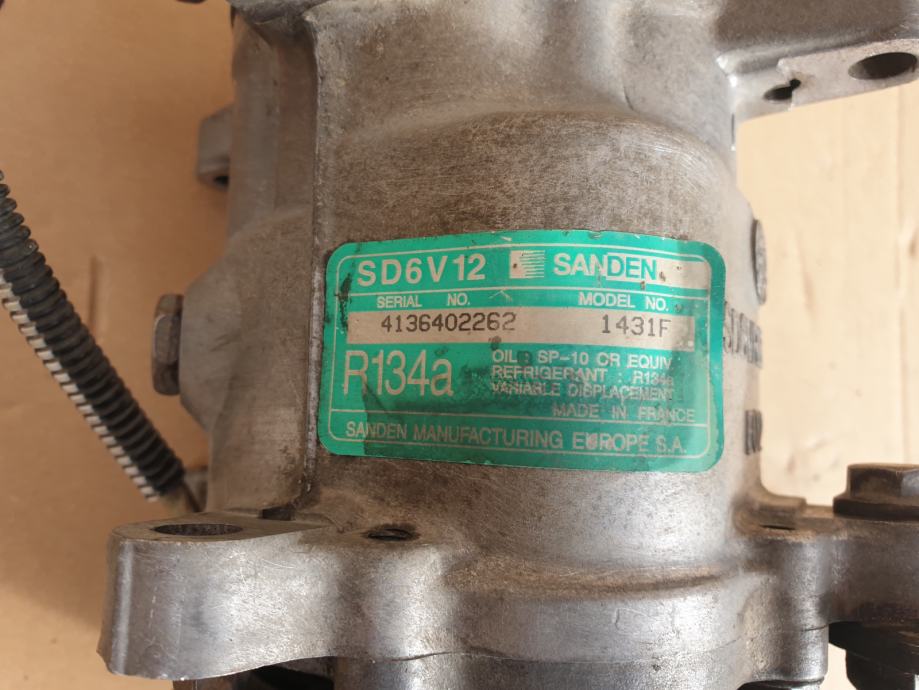 SD6V12 SANDEN
SERIAL NO. MODEL NO.
4136402262 1431F
R134a
OIL : SP-10 OR EQUIV
REFRIGERANT : R134a
VARIABLE DISPLACEMENT
MADE IN FRANCE
SANDEN MANUFACTURING EUROPE S.A.